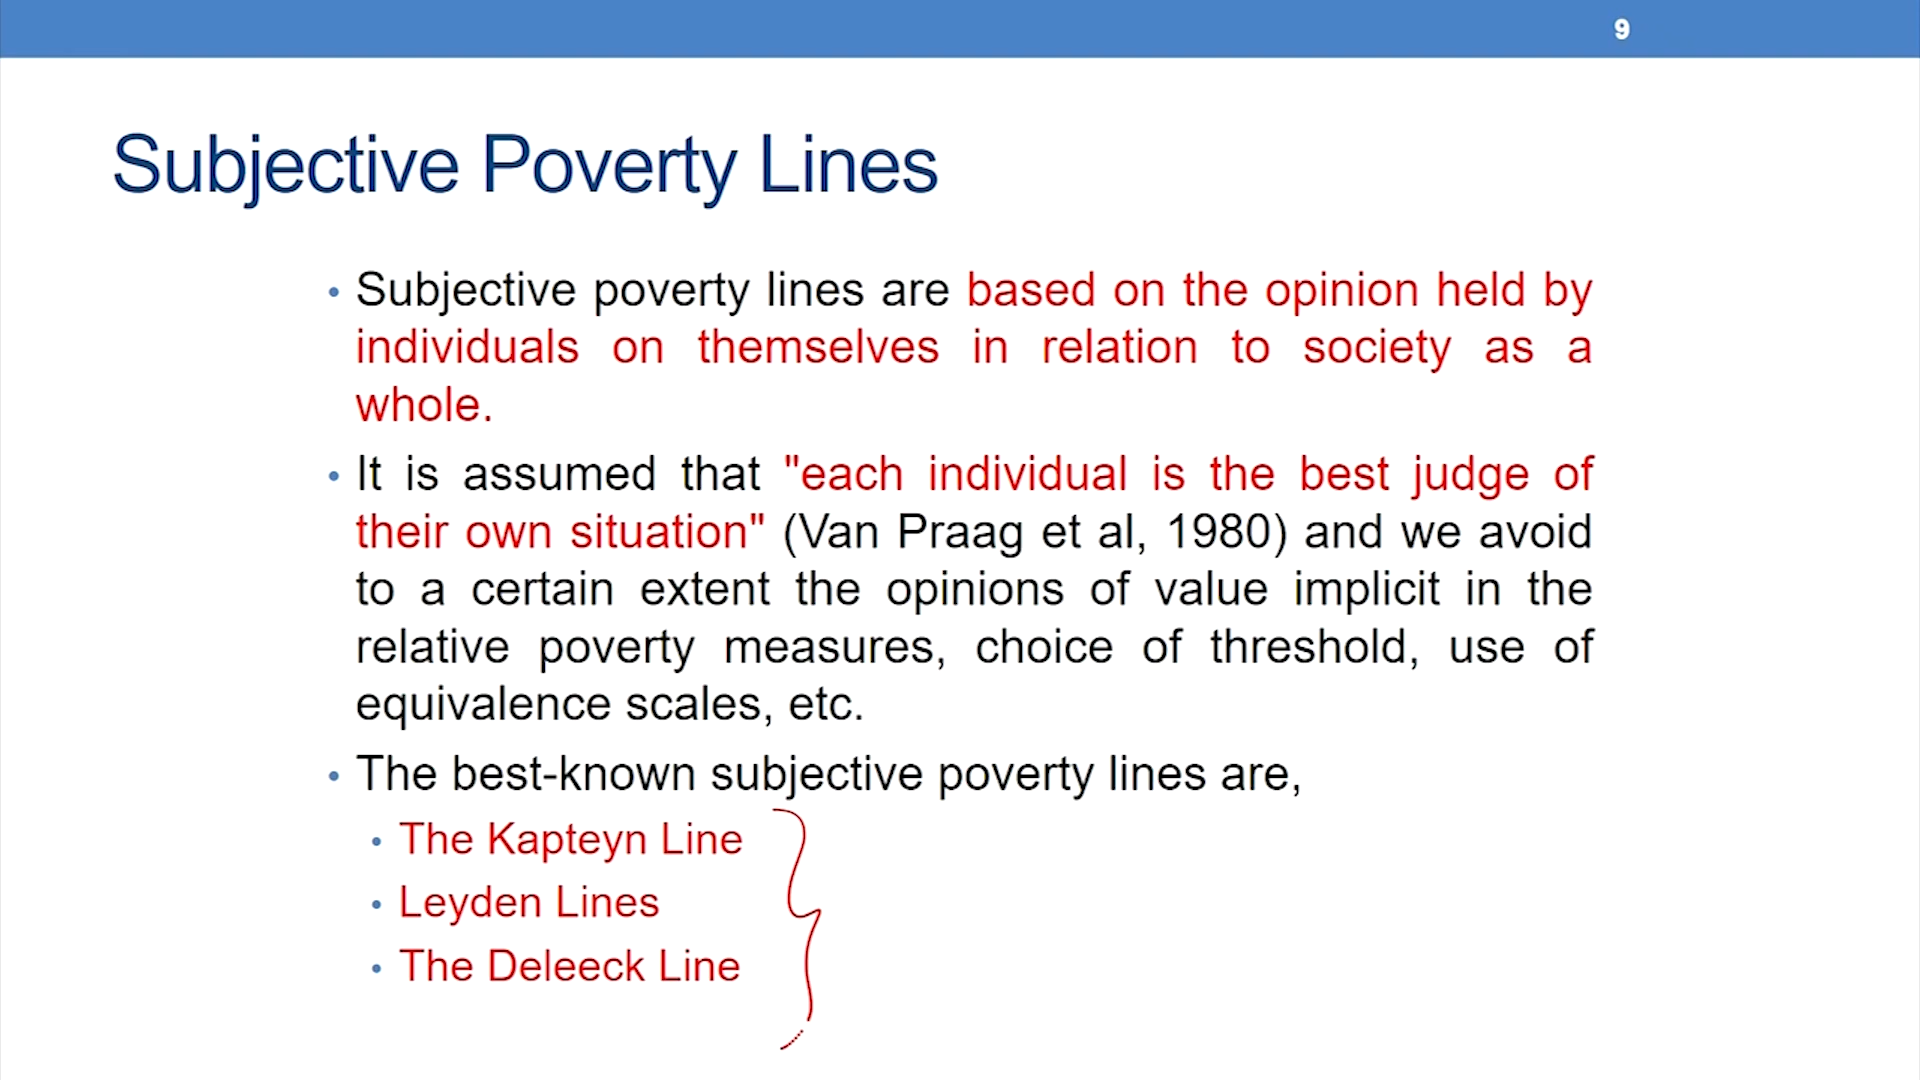 9
Subjective Poverty Lines
• Subjective poverty lines are based on the opinion held by
individuals on themselves in relation to society as a
whole.
• It is assumed that "each individual is the best judge of
their own situation" (Van Praag et al, 1980) and we avoid
to a certain extent the opinions of value implicit in the
relative poverty measures, choice of threshold, use of
equivalence scales, etc.
• The best-known subjective poverty lines are,
• The Kapteyn Line
• Leyden Lines
• The Deleeck Line